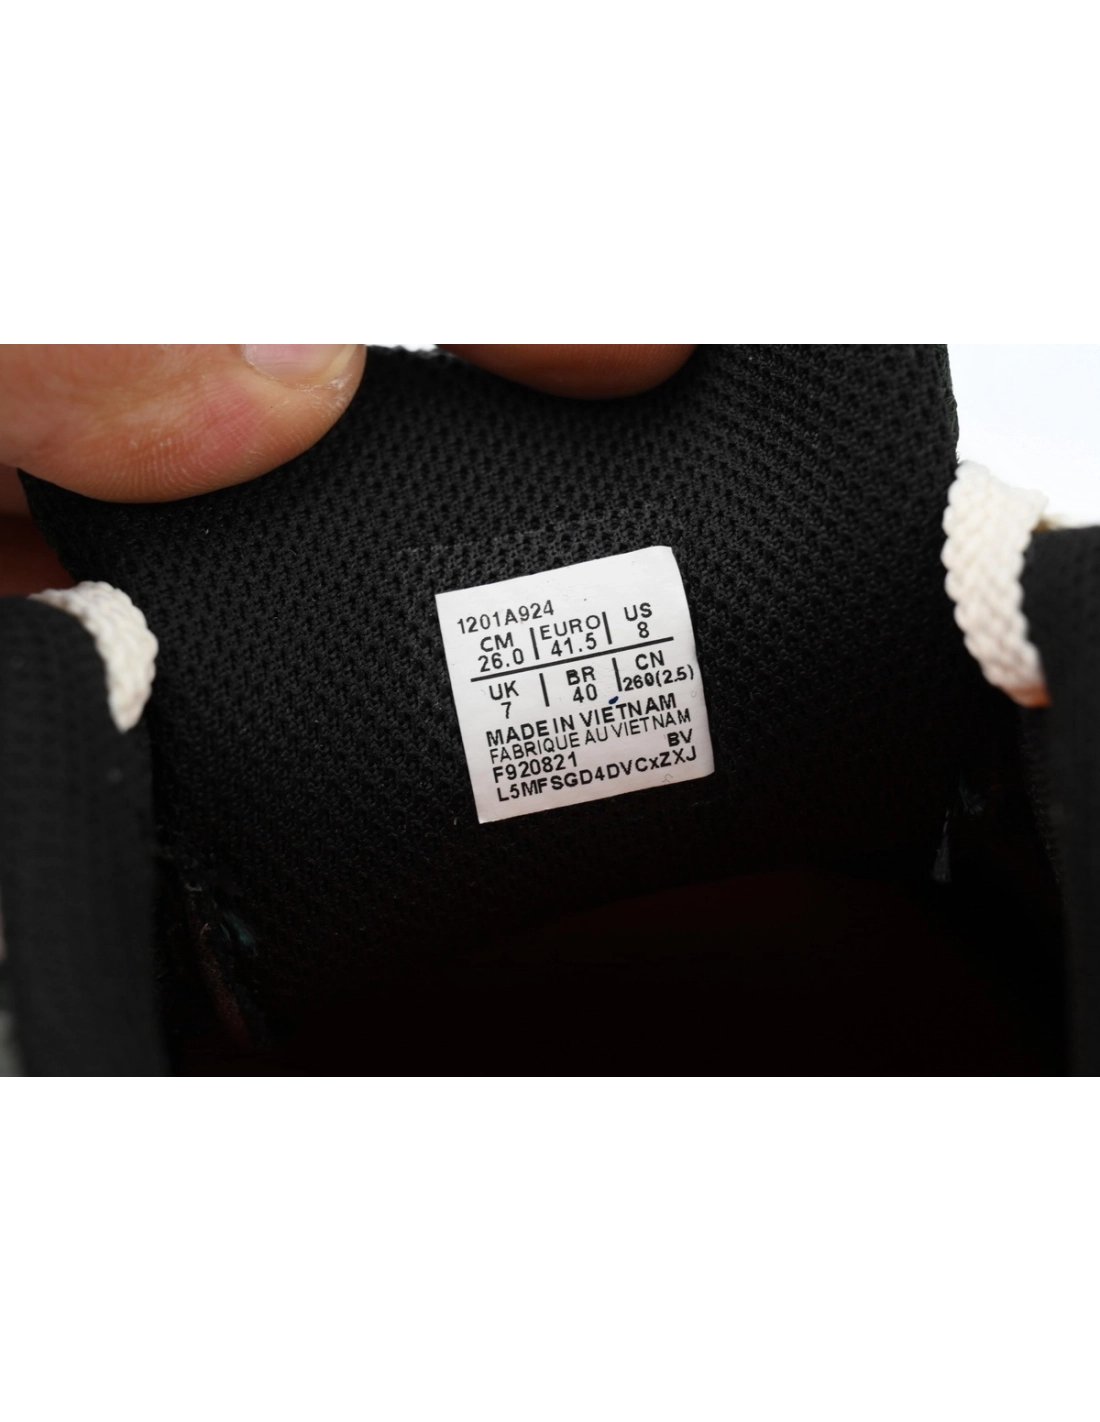 1201A924
CM EURO US
26.0 41.5 8
UK BR CN
7 40 260(2.5)
MADE IN VIETNAM
FABRIQUE AU VIETNAM
F920821 BV
L5MFSGD4DVCxZXJ